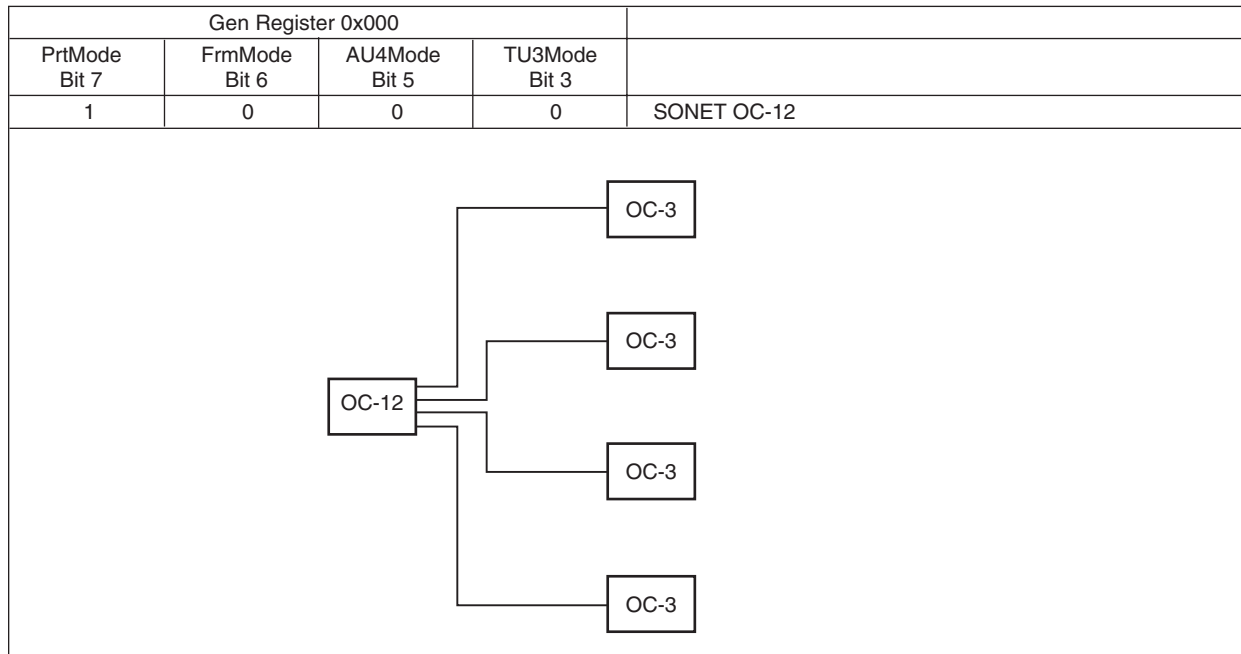 Gen Register 0x000
PrtMode FrmMode AU4Mode TU3Mode
Bit 7 Bit 6 Bit 5 Bit 3
1 0 0 0 SONET OC-12
OC-3
OC-3
OC-12
OC-3
OC-3